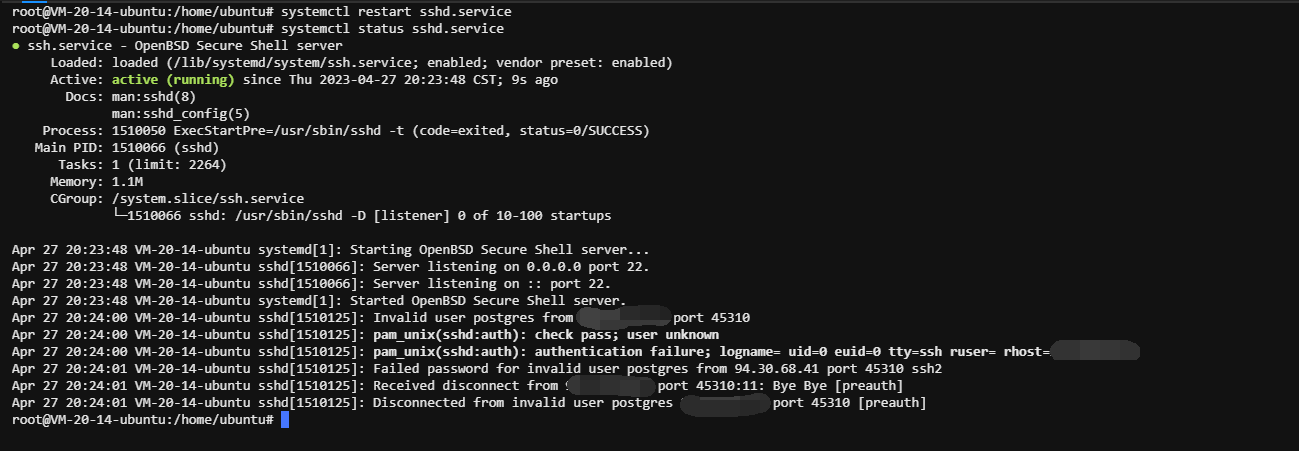 root@VM-20-14-ubuntu:/home/ubuntu# systemctl restart sshd.service
root@VM-20-14-ubuntu:/home/ubuntu# systemctl status sshd.service
● ssh.service - OpenBSD Secure Shell server
Loaded: loaded (/lib/systemd/system/ssh.service; enabled; vendor preset: enabled)
Active: active (running) since Thu 2023-04-27 20:23:48 CST; 9s ago
Docs: man:sshd(8)
man:sshd_config(5)
Process: 1510050 ExecStartPre=/usr/sbin/sshd -t (code=exited, status=0/SUCCESS)
Main PID: 1510066 (sshd)
Tasks: 1 (limit: 2264)
Memory: 1.1M
CGroup: /system.slice/ssh.service
└─1510066 sshd: /usr/sbin/sshd -D [listener] 0 of 10-100 startups
Apr 27 20:23:48 VM-20-14-ubuntu systemd[1]: Starting OpenBSD Secure Shell server...
Apr 27 20:23:48 VM-20-14-ubuntu sshd[1510066]: Server listening on 0.0.0.0 port 22.
Apr 27 20:23:48 VM-20-14-ubuntu sshd[1510066]: Server listening on :: port 22.
Apr 27 20:23:48 VM-20-14-ubuntu systemd[1]: Started OpenBSD Secure Shell server.
Apr 27 20:24:00 VM-20-14-ubuntu sshd[1510125]: Invalid user postgres from port 45310
Apr 27 20:24:00 VM-20-14-ubuntu sshd[1510125]: pam_unix(sshd:auth): check pass; user unknown
Apr 27 20:24:00 VM-20-14-ubuntu sshd[1510125]: pam_unix(sshd:auth): authentication failure; logname= uid=0 euid=0 tty=ssh ruser= rhost=
Apr 27 20:24:01 VM-20-14-ubuntu sshd[1510125]: Failed password for invalid user postgres from 94.30.68.41 port 45310 ssh2
Apr 27 20:24:01 VM-20-14-ubuntu sshd[1510125]: Received disconnect from port 45310:11: Bye Bye [preauth]
Apr 27 20:24:01 VM-20-14-ubuntu sshd[1510125]: Disconnected from invalid user postgres port 45310 [preauth]
root@VM-20-14-ubuntu:/home/ubuntu#